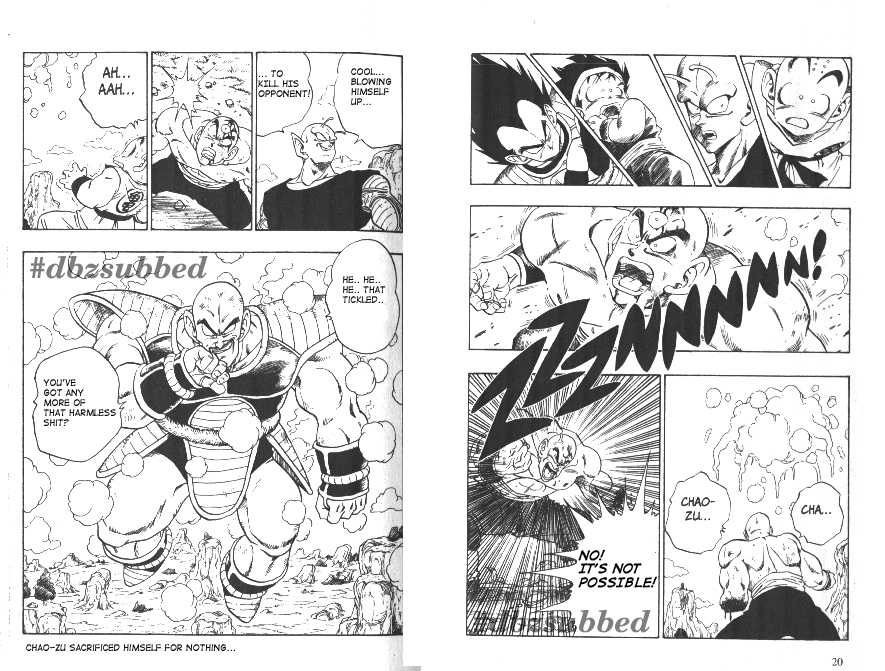 ZZZNNNNNN!
CHA...
CHAO-
ZU...
NO!
IT'S NOT
POSSIBLE!
#dbzsubbed
20
COOL...
BLOWING
HIMSELF
UP...
... TO
KILL HIS
OPPONENT!
AH...
AAH...
#dbzsubbed
HE.. HE..
HE.. THAT
TICKLED..
YOU'VE
GOT ANY
MORE OF
THAT HARMLESS
SHIT?
CHAO-ZU SACRIFICED HIMSELF FOR NOTHING...